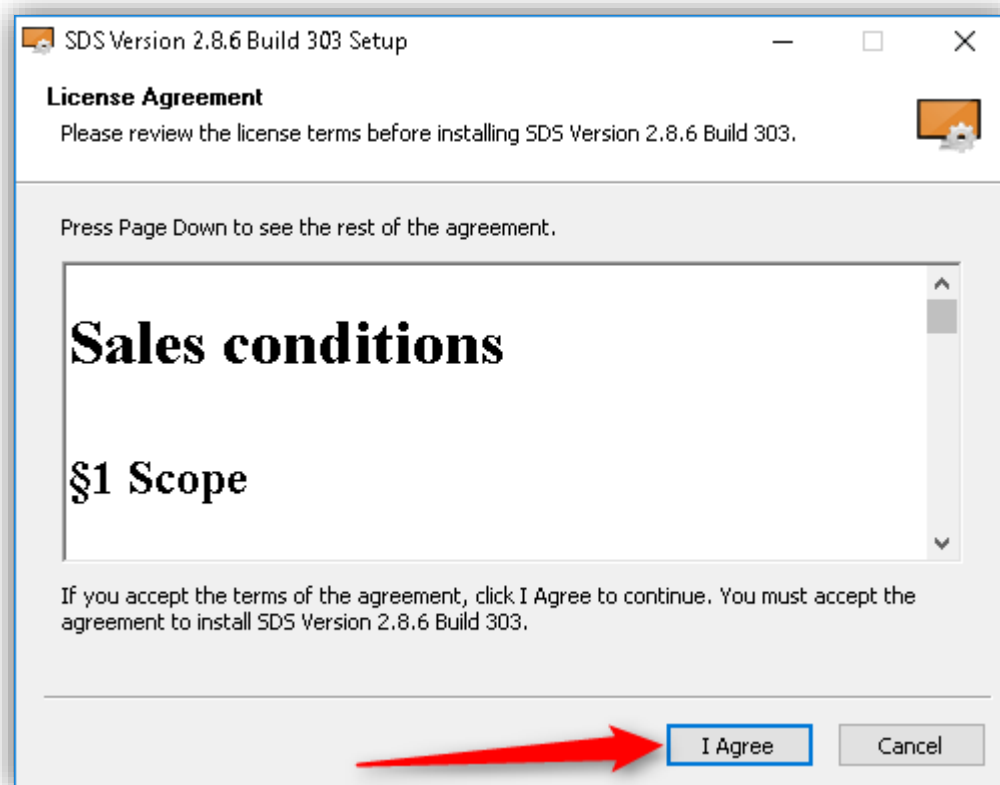 SDS Version 2.8.6 Build 303 Setup
License Agreement
Please review the license terms before installing SDS Version 2.8.6 Build 303.
Press Page Down to see the rest of the agreement.
Sales conditions
§1 Scope
If you accept the terms of the agreement, click I Agree to continue. You must accept the
agreement to install SDS Version 2.8.6 Build 303.
I Agree
Cancel